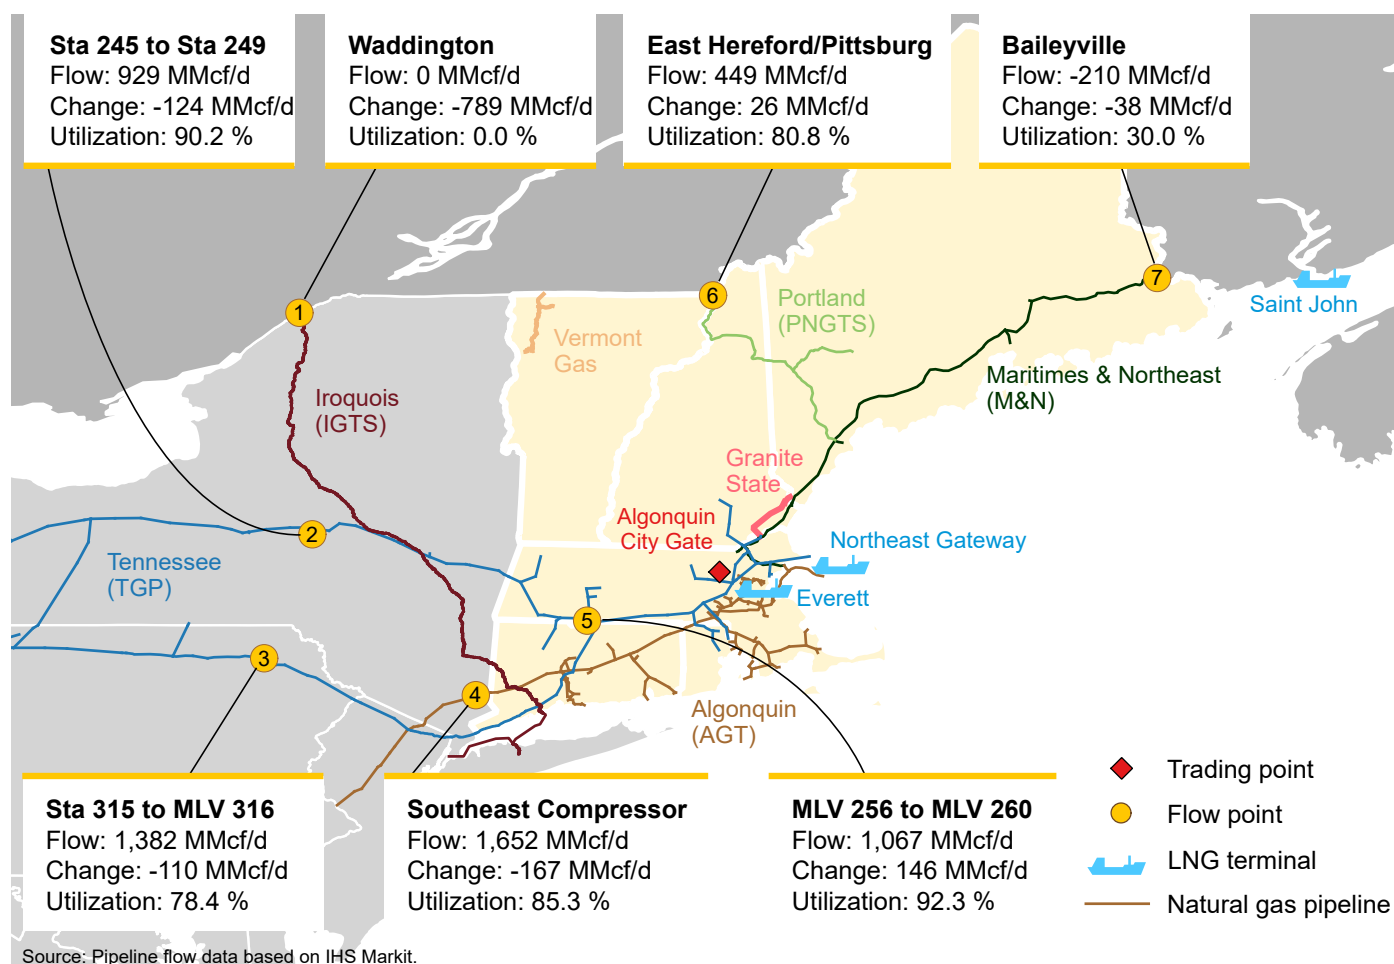 Sta 245 to Sta 249
Flow: 929 MMcf/d
Change: -124 MMcf/d
Utilization: 90.2 %
Waddington
Flow: 0 MMcf/d
Change: -789 MMcf/d
Utilization: 0.0 %
East Hereford/Pittsburg
Flow: 449 MMcf/d
Change: 26 MMcf/d
Utilization: 80.8 %
Baileyville
Flow: -210 MMcf/d
Change: -38 MMcf/d
Utilization: 30.0 %
1
6
7
Saint John
Portland
(PNGTS)
Vermont
Gas
Maritimes & Northeast
(M&N)
Iroquois
(IGTS)
Granite
State
Algonquin
City Gate
2
Northeast Gateway
Tennessee
(TGP)
Everett
5
3
4
Algonquin
(AGT)
Sta 315 to MLV 316
Flow: 1,382 MMcf/d
Change: -110 MMcf/d
Utilization: 78.4 %
Southeast Compressor
Flow: 1,652 MMcf/d
Change: -167 MMcf/d
Utilization: 85.3 %
MLV 256 to MLV 260
Flow: 1,067 MMcf/d
Change: 146 MMcf/d
Utilization: 92.3 %
Trading point
Flow point
LNG terminal
Natural gas pipeline
Source: Pipeline flow data based on IHS Markit.